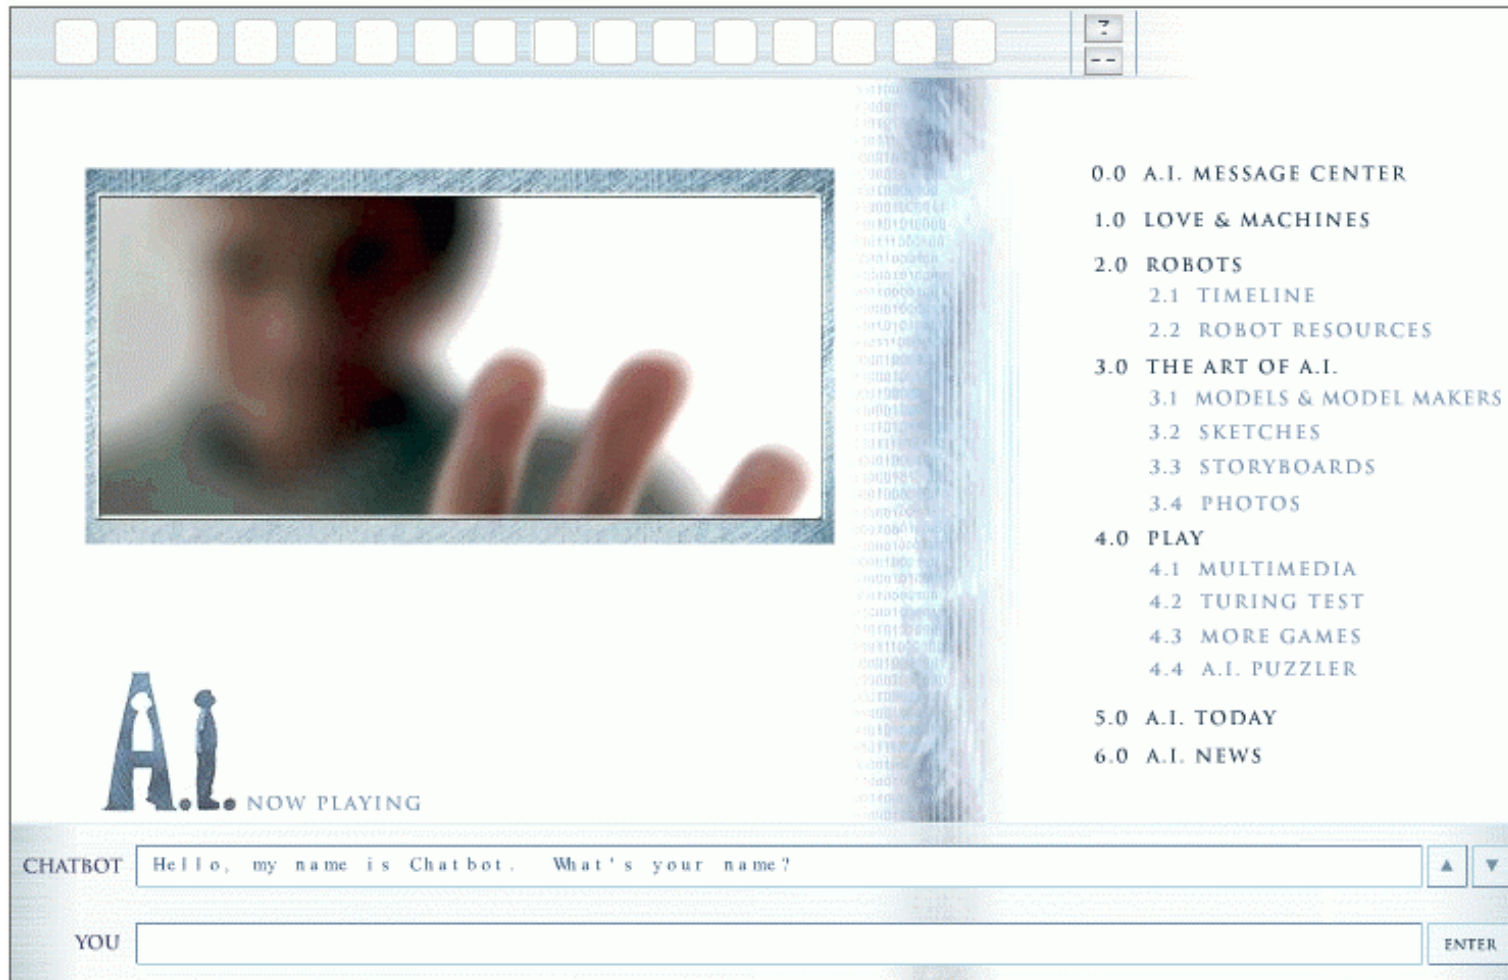 ?
--
0.0 A.I. MESSAGE CENTER
1.0 LOVE & MACHINES
2.0 ROBOTS
2.1 TIMELINE
2.2 ROBOT RESOURCES
3.0 THE ART OF A.I.
3.1 MODELS & MODEL MAKERS
3.2 SKETCHES
3.3 STORYBOARDS
3.4 PHOTOS
4.0 PLAY
4.1 MULTIMEDIA
4.2 TURING TEST
4.3 MORE GAMES
4.4 A.I. PUZZLER
5.0 A.I. TODAY
6.0 A.I. NEWS
A.I. NOW PLAYING
CHATBOT Hello, my name is Chatbot. What's your name?
YOU ENTER